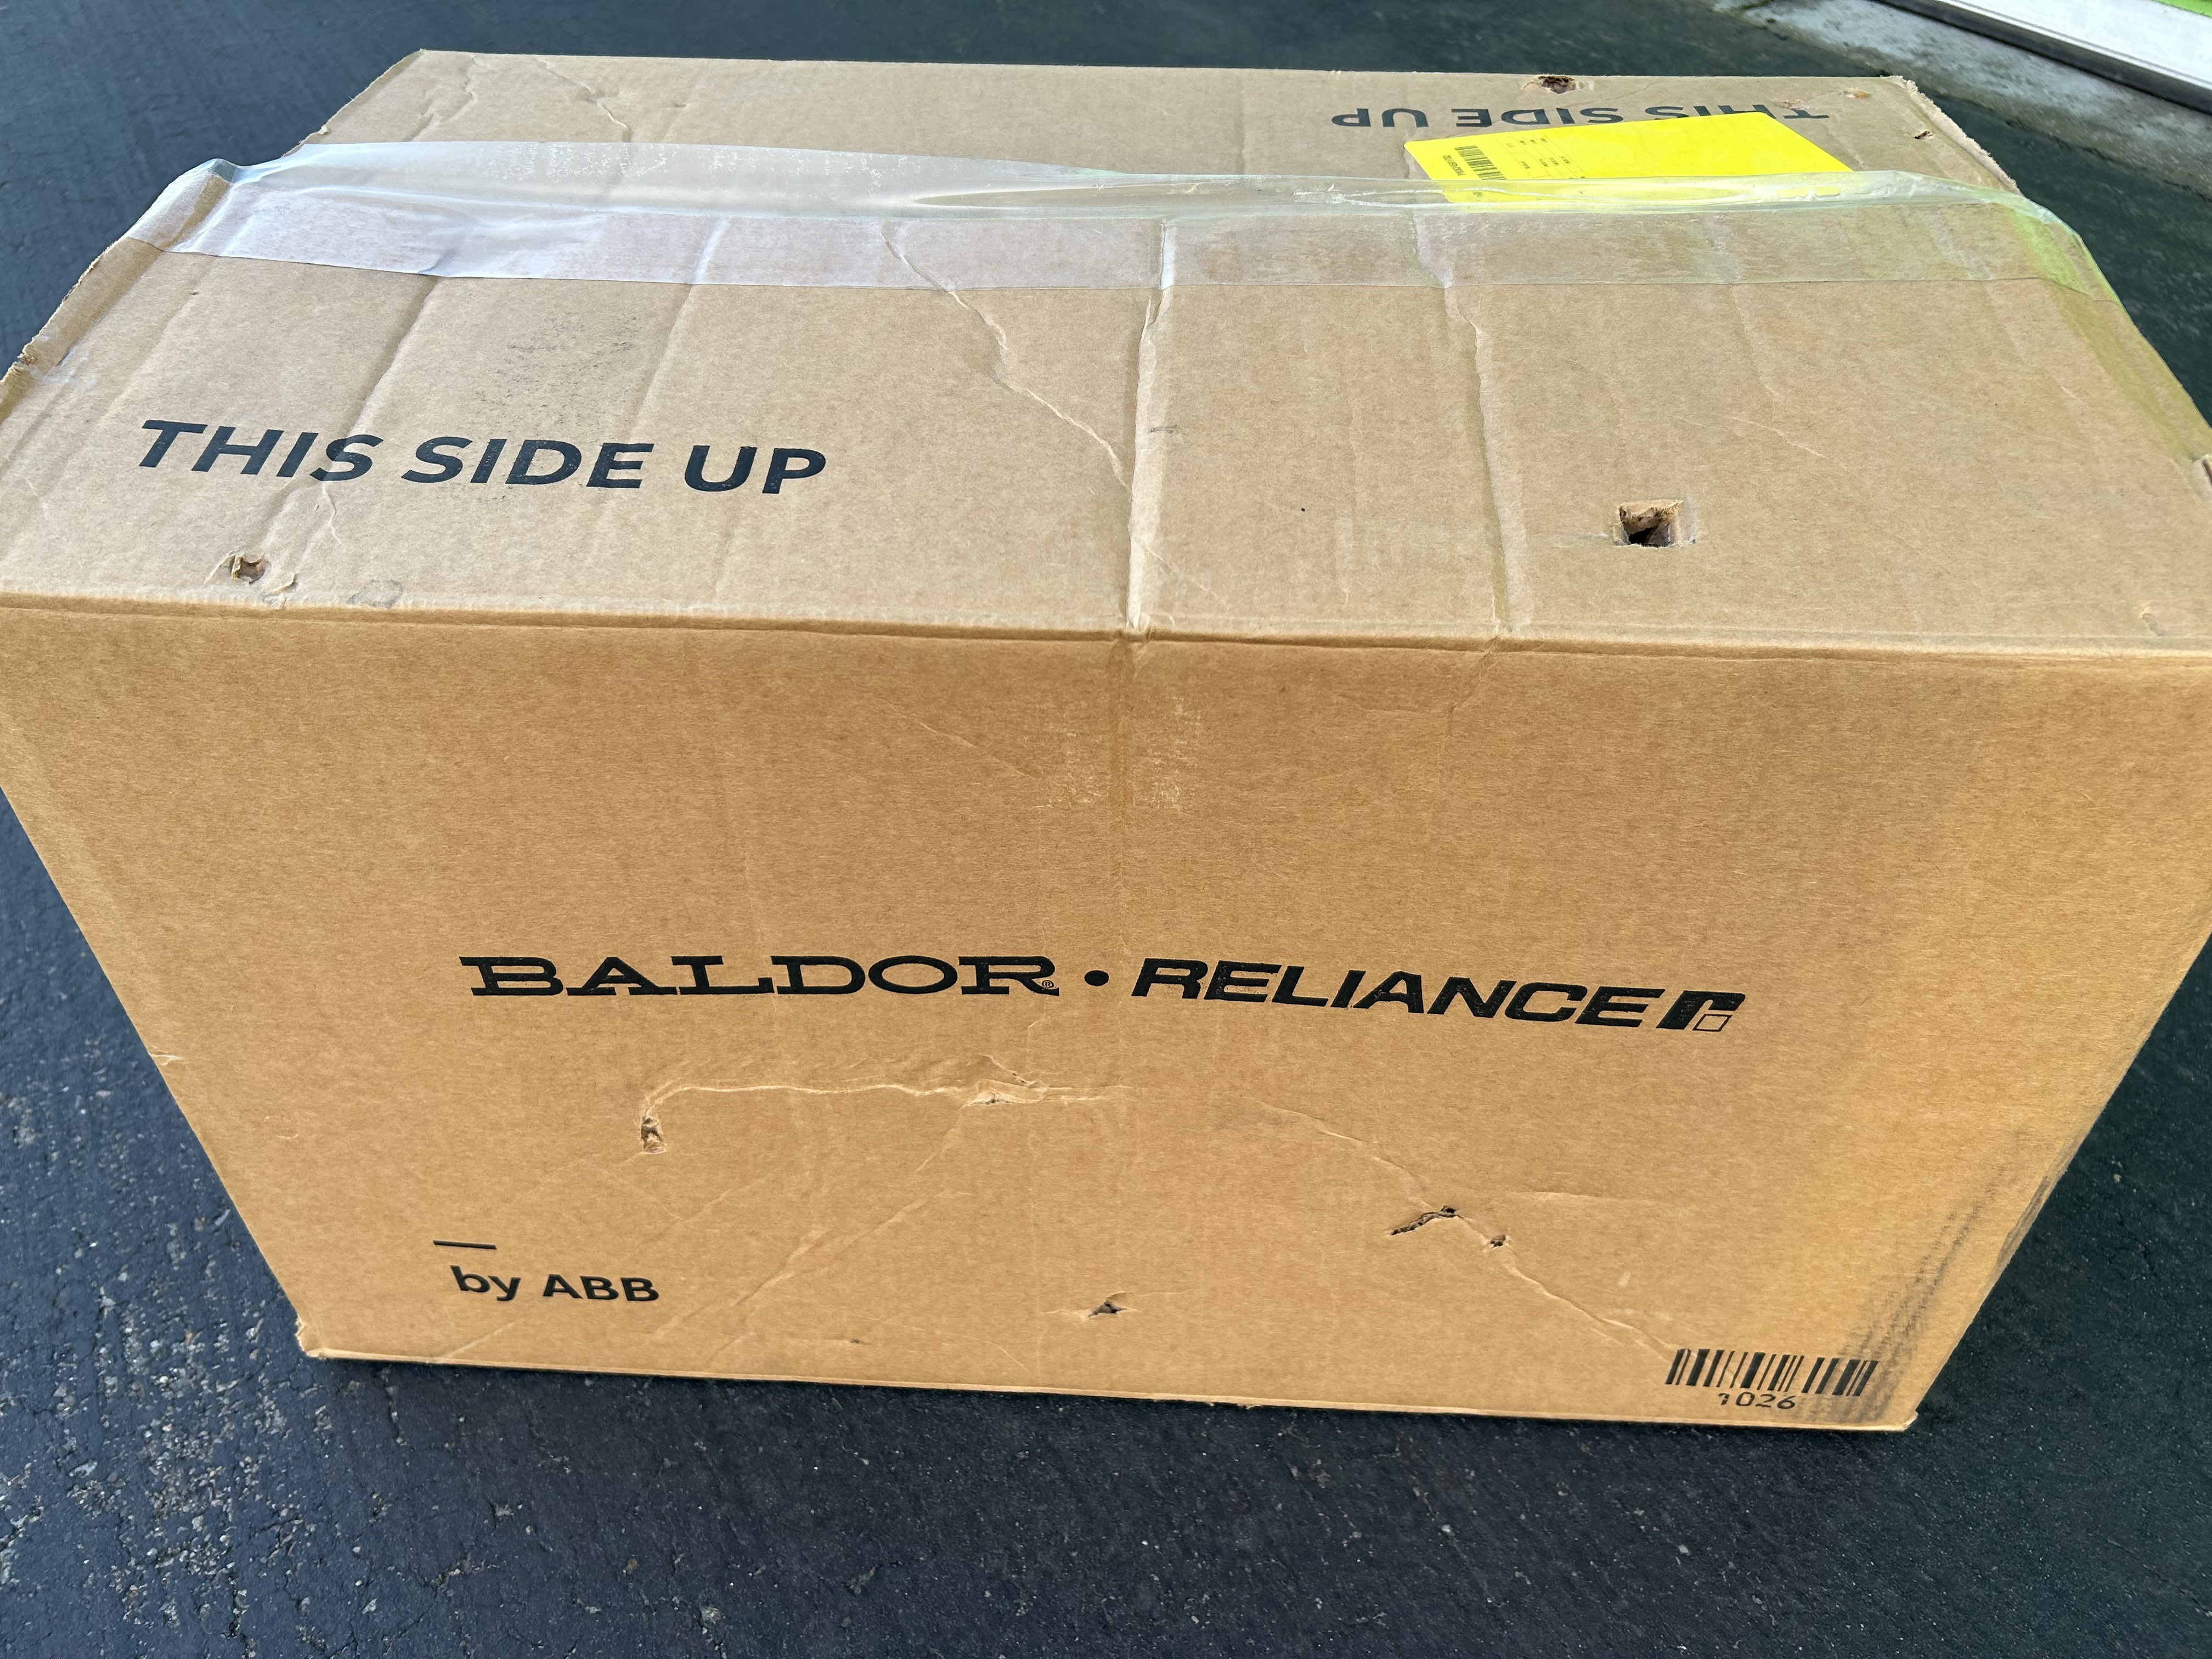 THIS SIDE UP
THIS SIDE UP
BALDOR® • RELIANCE
by ABB
1026